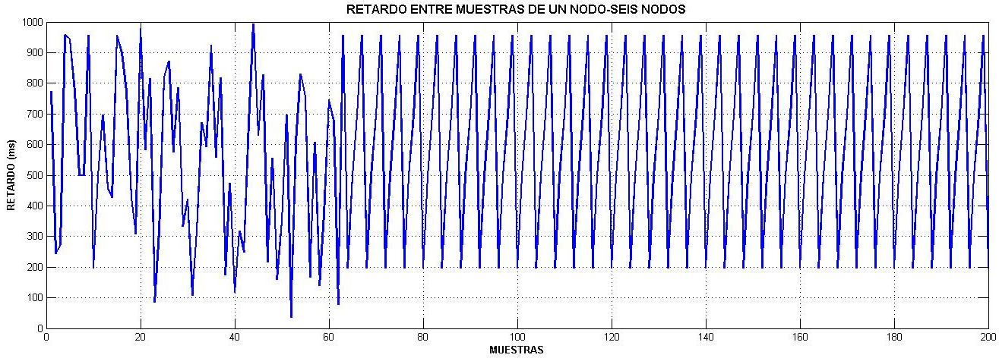 RETARDO ENTRE MUESTRAS DE UN NODO-SEIS NODOS
1000
900
800
700
600
500
400
300
200
100
0
RETARDO (ms)
0 20 40 60 80 100 120 140 160 180 200
MUESTRAS